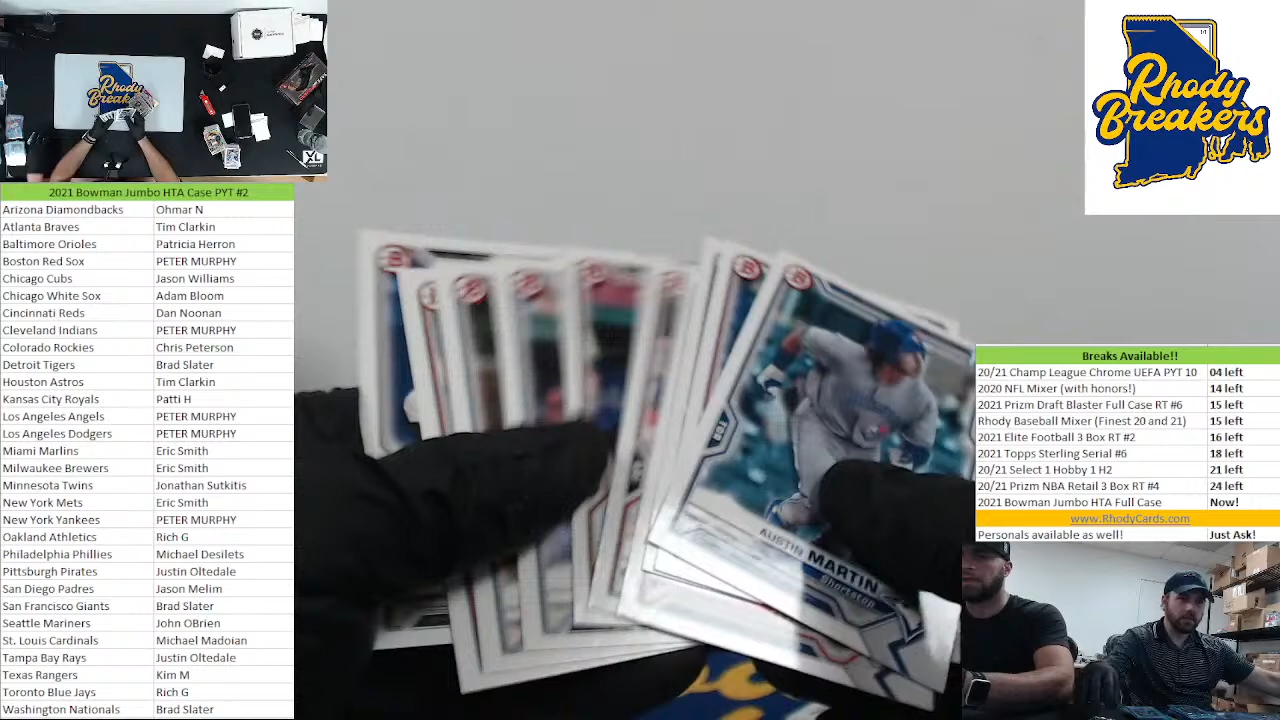 2021 Bowman Jumbo HTA Case PYT #2
Arizona Diamondbacks Ohmar N
Atlanta Braves Tim Clarkin
Baltimore Orioles Patricia Herron
Boston Red Sox PETER MURPHY
Chicago Cubs Jason Williams
Chicago White Sox Adam Bloom
Cincinnati Reds Dan Noonan
Cleveland Indians PETER MURPHY
Colorado Rockies Chris Peterson
Detroit Tigers Brad Slater
Houston Astros Tim Clarkin
Kansas City Royals Patti H
Los Angeles Angels PETER MURPHY
Los Angeles Dodgers PETER MURPHY
Miami Marlins Eric Smith
Milwaukee Brewers Eric Smith
Minnesota Twins Jonathan Sutkitis
New York Mets Eric Smith
New York Yankees PETER MURPHY
Oakland Athletics Rich G
Philadelphia Phillies Michael Desilets
Pittsburgh Pirates Justin Oltedale
San Diego Padres Jason Melim
San Francisco Giants Brad Slater
Seattle Mariners John OBrien
St. Louis Cardinals Michael Madoian
Tampa Bay Rays Justin Oltedale
Texas Rangers Kim M
Toronto Blue Jays Rich G
Washington Nationals Brad Slater
Rhody
Breakers
XL
AUSTIN MARTIN
Shortstop
Rhody
Breakers
Breaks Available!!
20/21 Champ League Chrome UEFA PYT 10 04 left
2020 NFL Mixer (with honors!) 14 left
2021 Prizm Draft Blaster Full Case RT #6 15 left
Rhody Baseball Mixer (Finest 20 and 21) 15 left
2021 Elite Football 3 Box RT #2 16 left
2021 Topps Sterling Serial #6 18 left
20/21 Select 1 Hobby 1 H2 21 left
20/21 Prizm NBA Retail 3 Box RT #4 24 left
2021 Bowman Jumbo HTA Full Case Now!
www.RhodyCards.com
Personals available as well! Just Ask!